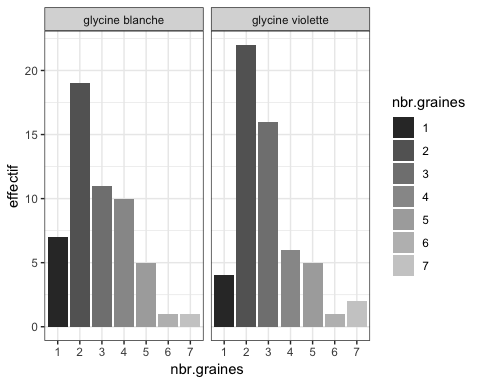 glycine blanche
glycine violette
effectif
20
15
10
5
0
1 2 3 4 5 6 7
1 2 3 4 5 6 7
nbr.graines
nbr.graines
1
2
3
4
5
6
7